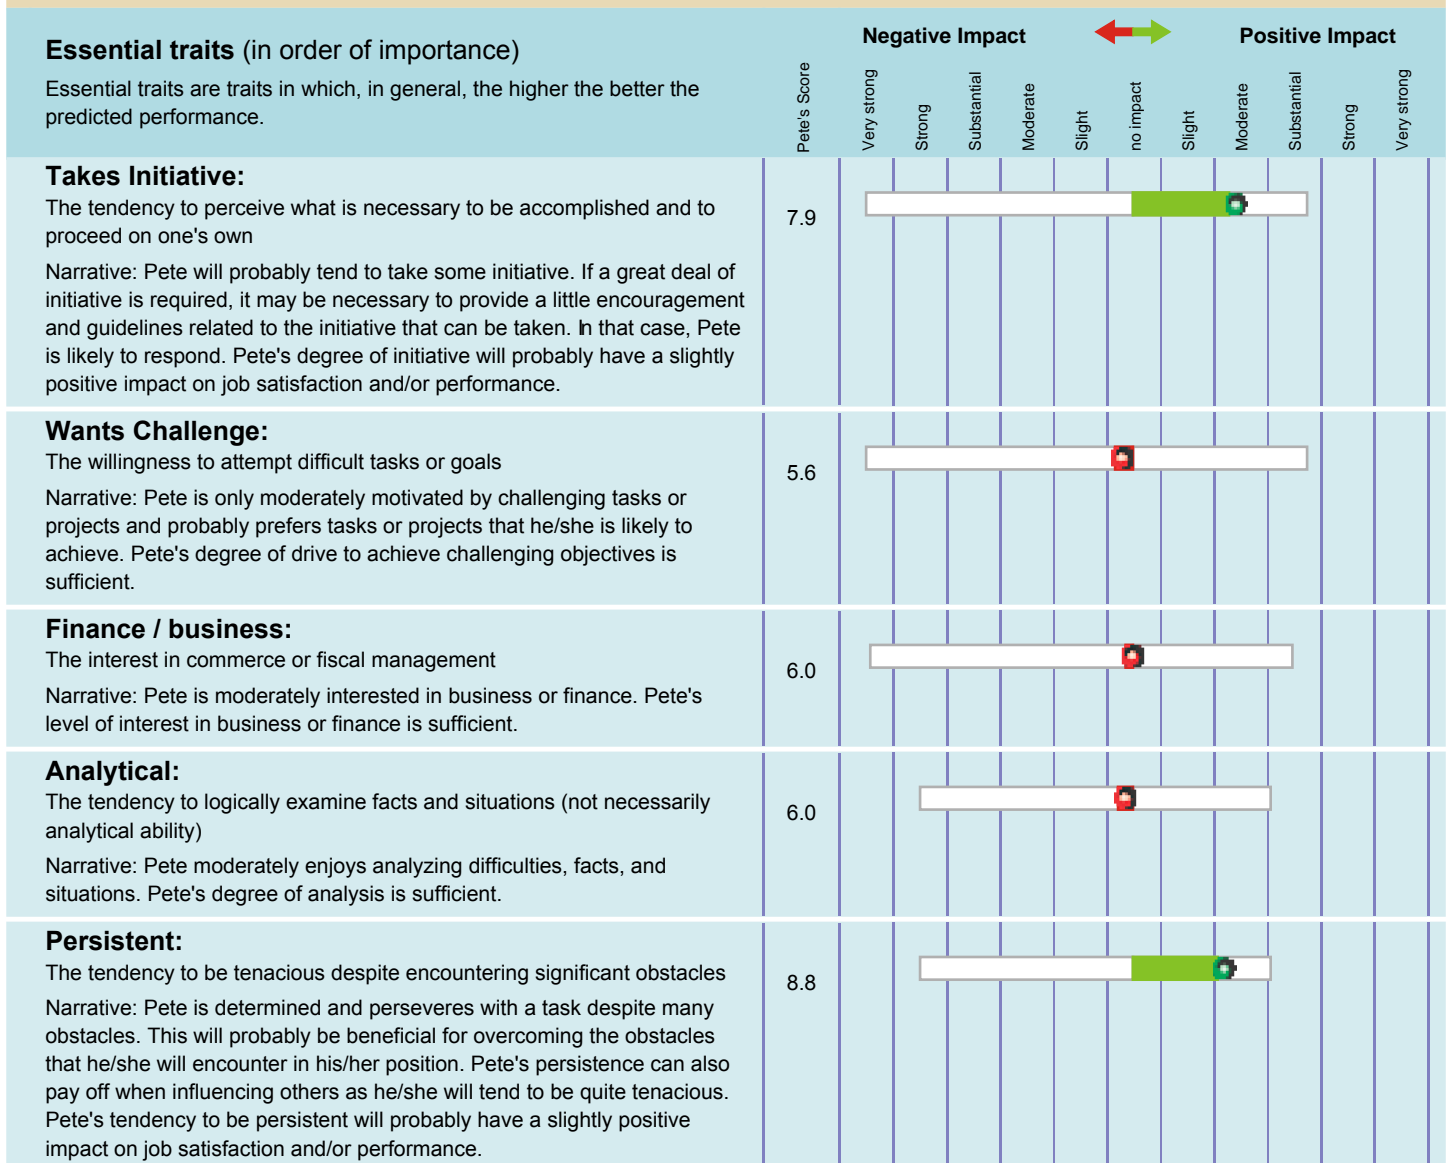 Essential traits (in order of importance)
Essential traits are traits in which, in general, the higher the better the
predicted performance.
Pete's Score
Negative Impact
Positive Impact
Very strong
Strong
Substantial
Moderate
Slight
no impact
Slight
Moderate
Substantial
Strong
Very strong
Takes Initiative:
The tendency to perceive what is necessary to be accomplished and to
proceed on one's own
Narrative: Pete will probably tend to take some initiative. If a great deal of
initiative is required, it may be necessary to provide a little encouragement
and guidelines related to the initiative that can be taken. In that case, Pete
is likely to respond. Pete's degree of initiative will probably have a slightly
positive impact on job satisfaction and/or performance.
7.9
Wants Challenge:
The willingness to attempt difficult tasks or goals
Narrative: Pete is only moderately motivated by challenging tasks or
projects and probably prefers tasks or projects that he/she is likely to
achieve. Pete's degree of drive to achieve challenging objectives is
sufficient.
5.6
Finance / business:
The interest in commerce or fiscal management
Narrative: Pete is moderately interested in business or finance. Pete's
level of interest in business or finance is sufficient.
6.0
Analytical:
The tendency to logically examine facts and situations (not necessarily
analytical ability)
Narrative: Pete moderately enjoys analyzing difficulties, facts, and
situations. Pete's degree of analysis is sufficient.
6.0
Persistent:
The tendency to be tenacious despite encountering significant obstacles
Narrative: Pete is determined and perseveres with a task despite many
obstacles. This will probably be beneficial for overcoming the obstacles
that he/she will encounter in his/her position. Pete's persistence can also
pay off when influencing others as he/she will tend to be quite tenacious.
Pete's tendency to be persistent will probably have a slightly positive
impact on job satisfaction and/or performance.
8.8